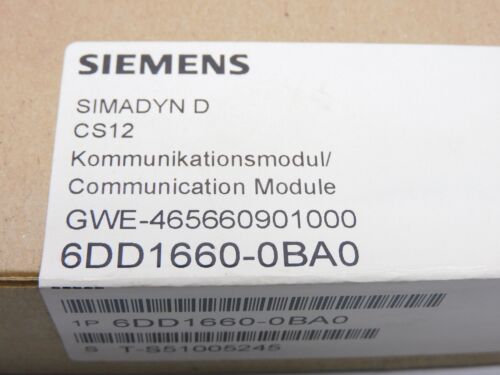 SIEMENS
SIMADYN D
CS12
Kommunikationsmodul/
Communication Module
GWE-465660901000
6DD1660-0BA0
1P 6DD1660-0BA0
S T-S51005245